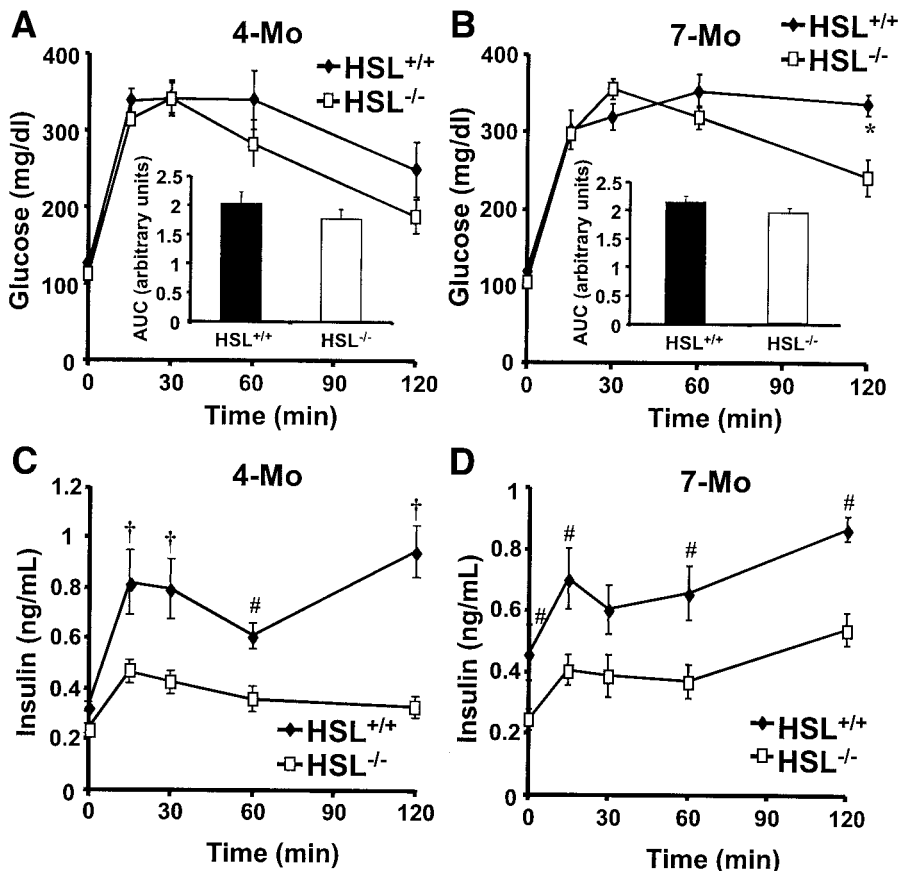 A
4-Mo
HSL+/+
HSL-/-
Glucose (mg/dl)
400
300
200
100
0
0 30 60 90 120
Time (min)
AUC (arbitrary units)
2.5
2
1.5
1
0.5
0
HSL+/+ HSL-/-
B
7-Mo
HSL+/+
HSL-/-
Glucose (mg/dl)
400
300
200
100
0
0 30 60 90 120
Time (min)
*
AUC (arbitrary units)
2.5
2
1.5
1
0.5
0
HSL+/+ HSL-/-
C
4-Mo
Insulin (ng/mL)
1.2
1
0.8
0.6
0.4
0.2
0
† † # †
HSL+/+
HSL-/-
0 30 60 90 120
Time (min)
D
7-Mo
Insulin (ng/mL)
1
0.8
0.6
0.4
0.2
0
# # # #
HSL+/+
HSL-/-
0 30 60 90 120
Time (min)